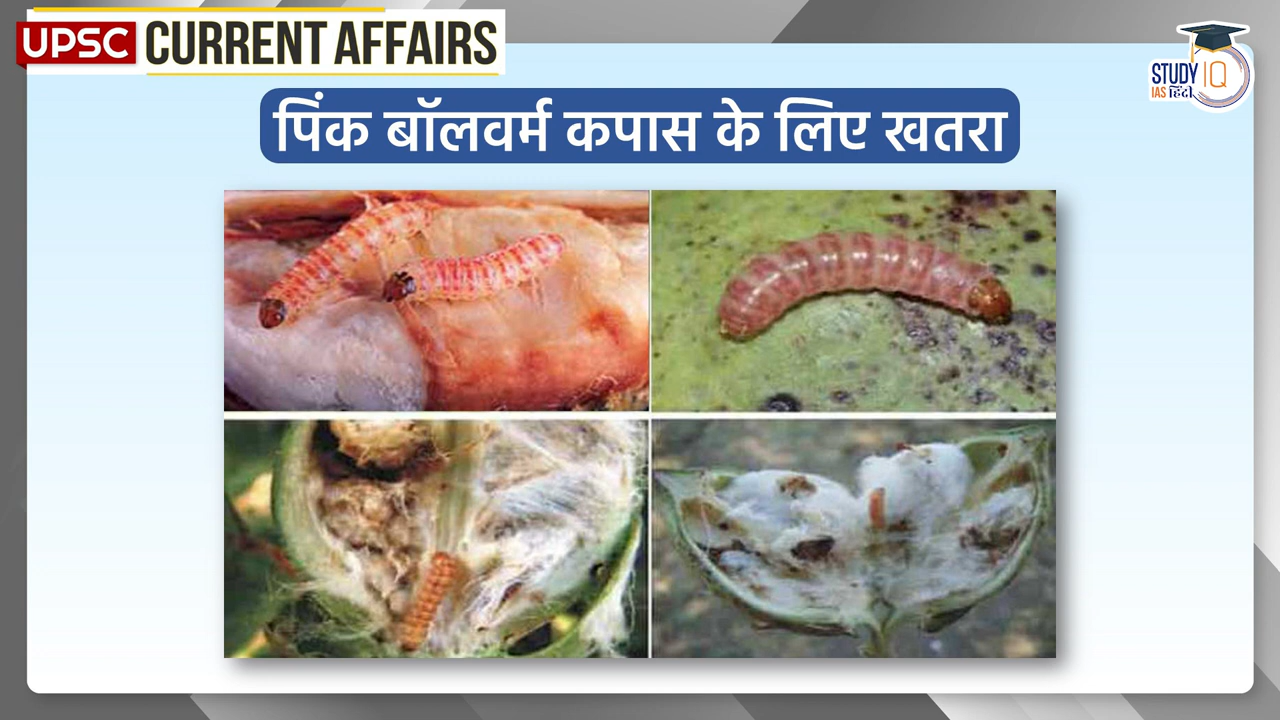 UPSC CURRENT AFFAIRS
STUDY IQ
IAS हिंदी
पिंक बॉलवर्म कपास के लिए खतरा